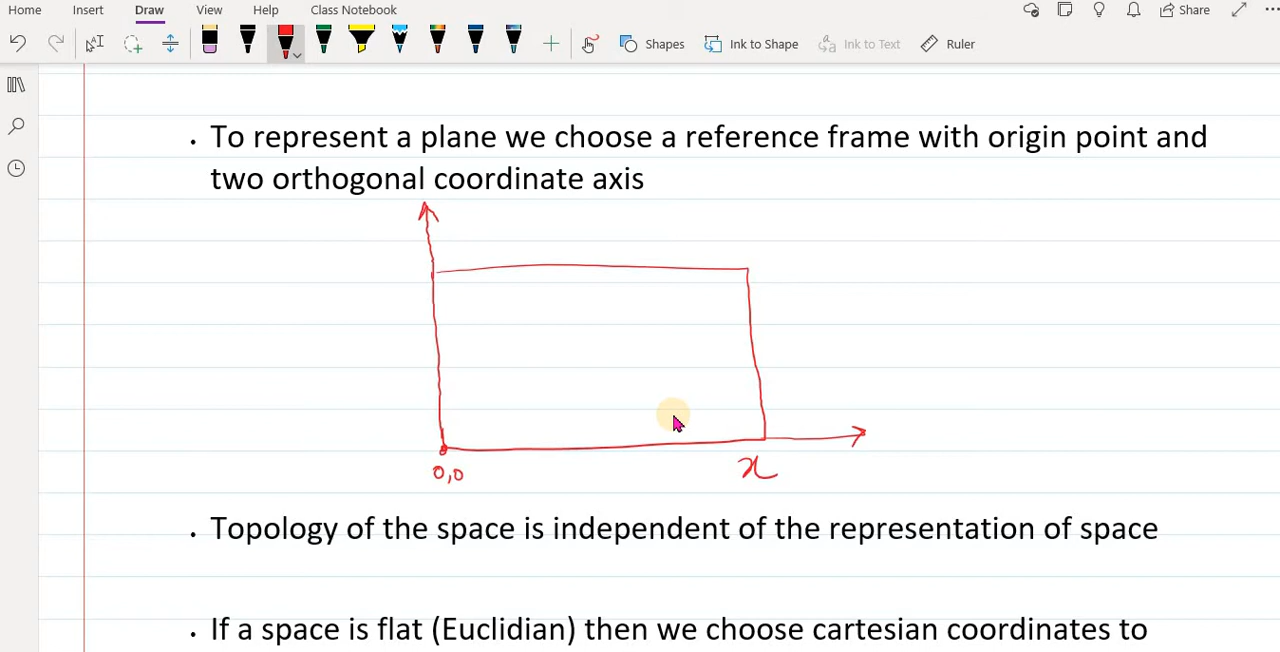 Home Insert Draw View Help Class Notebook Share
Shapes Ink to Shape Ink to Text Ruler
. To represent a plane we choose a reference frame with origin point and
two orthogonal coordinate axis
0,0 x
. Topology of the space is independent of the representation of space
. If a space is flat (Euclidian) then we choose cartesian coordinates to